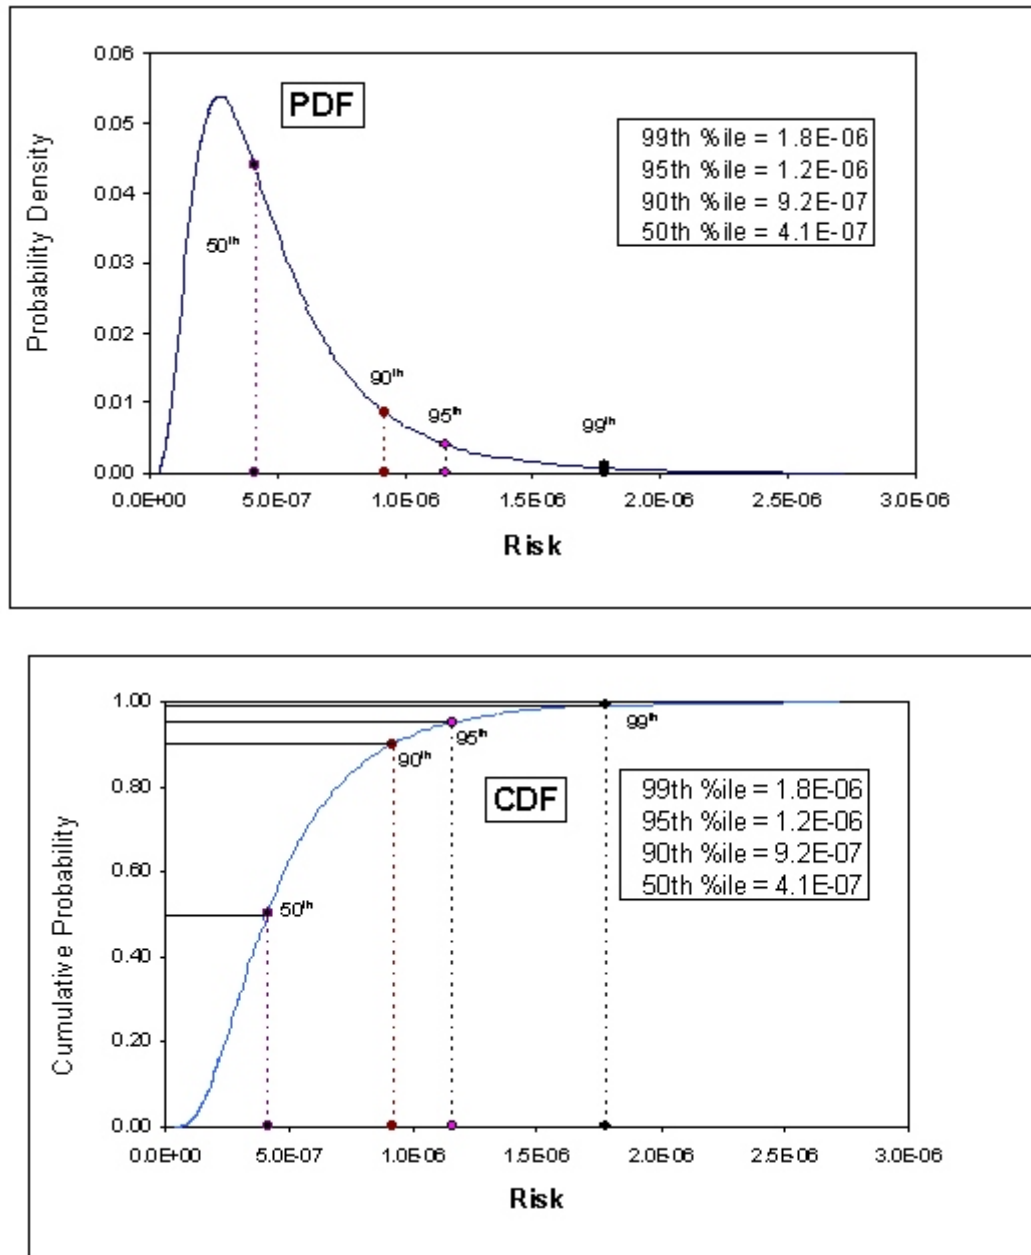 0.06
PDF
0.05
99th %ile = 1.8E-06
95th %ile = 1.2E-06
90th %ile = 9.2E-07
50th %ile = 4.1E-07
0.04
50th
0.03
Probability Density
0.02
90th
0.01
95th
99th
0.00
0.0E+00 5.0E-07 1.0E-06 1.5E-06 2.0E-06 2.5E-06 3.0E-06
Risk
1.00
99th
95th
90th
CDF
99th %ile = 1.8E-06
95th %ile = 1.2E-06
90th %ile = 9.2E-07
50th %ile = 4.1E-07
0.80
0.60
50th
Cumulative Probability
0.40
0.20
0.00
0.0E+00 5.0E-07 1.0E-06 1.5E-06 2.0E-06 2.5E-06 3.0E-06
Risk